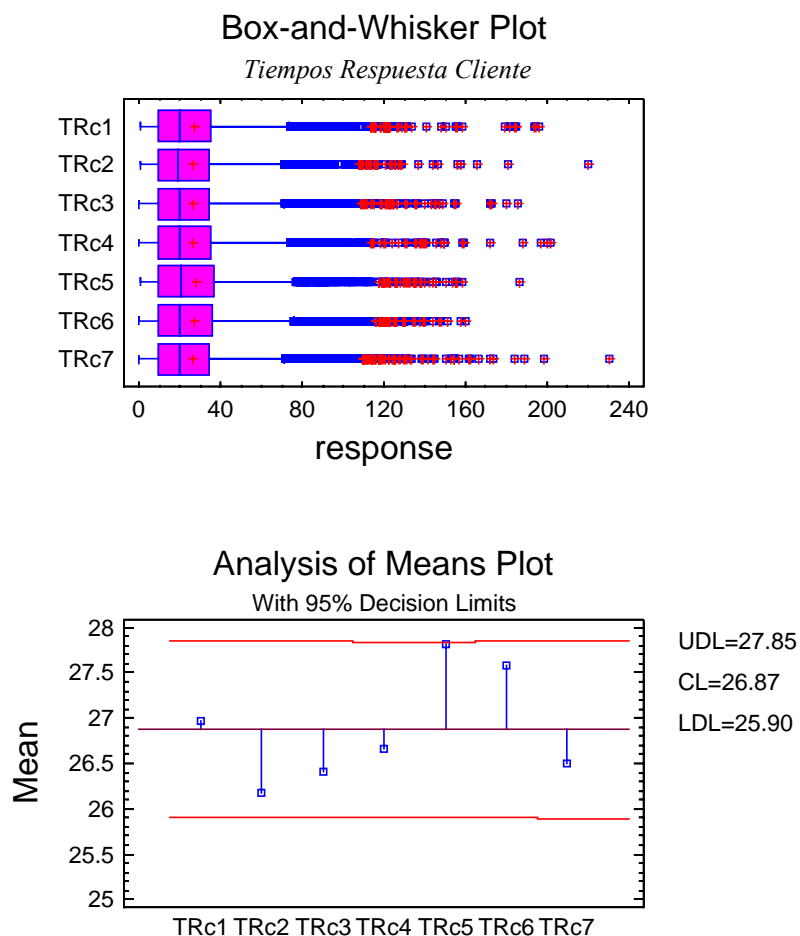 Box-and-Whisker Plot
Tiempos Respuesta Cliente
TRc1
TRc2
TRc3
TRc4
TRc5
TRc6
TRc7
0 40 80 120 160 200 240
response
Analysis of Means Plot
With 95% Decision Limits
28
27.5
27
26.5
26
25.5
25
Mean
UDL=27.85
CL=26.87
LDL=25.90
TRc1 TRc2 TRc3 TRc4 TRc5 TRc6 TRc7